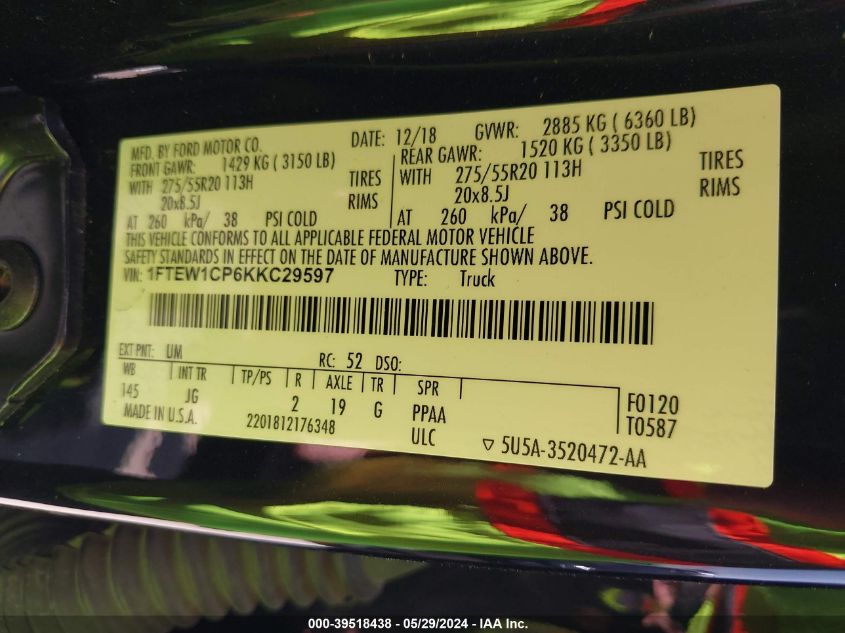 MFD. BY FORD MOTOR CO. DATE: 12/18 GVWR: 2885 KG ( 6360 LB)
FRONT GAWR: 1429 KG ( 3150 LB) REAR GAWR: 1520 KG ( 3350 LB)
WITH 275/55R20 113H TIRES WITH 275/55R20 113H TIRES
20x8.5J RIMS 20x8.5J RIMS
AT 260 kPa/ 38 PSI COLD AT 260 kPa/ 38 PSI COLD
THIS VEHICLE CONFORMS TO ALL APPLICABLE FEDERAL MOTOR VEHICLE
SAFETY STANDARDS IN EFFECT ON THE DATE OF MANUFACTURE SHOWN ABOVE.
VIN: 1FTEW1CP6KKC29597 TYPE: Truck
EXT PNT: UM RC: 52 DSO:
WB INT TR TP/PS R AXLE TR SPR
145 JG 2 19 G PPAA F0120
MADE IN U.S.A. 2201812176348 ULC T0587
5U5A-3520472-AA
000-39518438 - 05/29/2024 - IAA Inc.